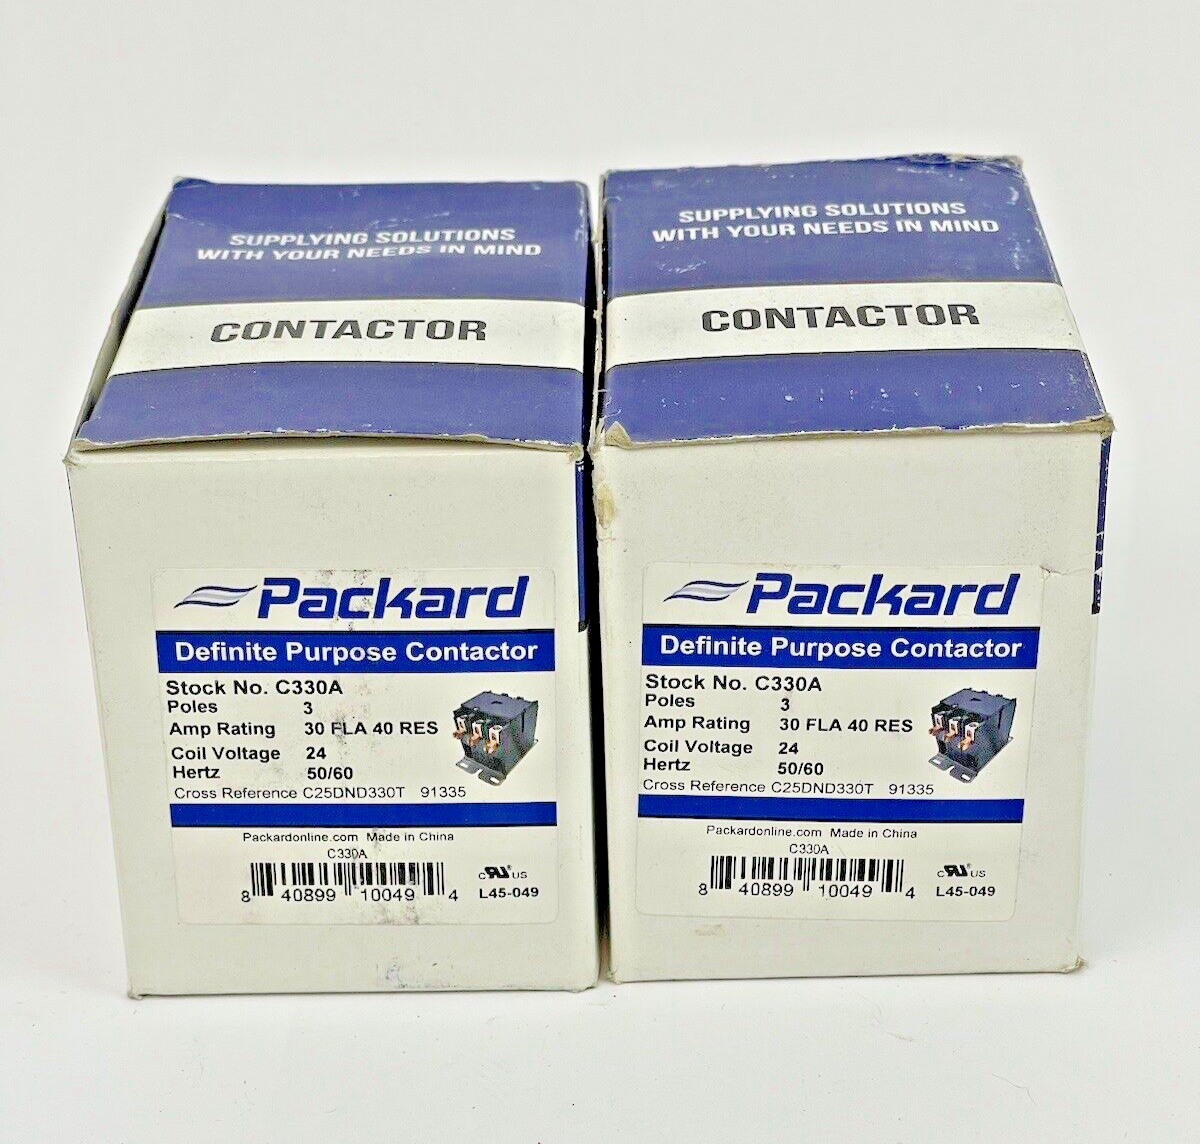 SUPPLYING SOLUTIONS
WITH YOUR NEEDS IN MIND
CONTACTOR
Packard
Definite Purpose Contactor
Stock No. C330A
Poles 3
Amp Rating 30 FLA 40 RES
Coil Voltage 24
Hertz 50/60
Cross Reference C25DND330T 91335
Packardonline.com Made in China
C330A
8 40899 10049 4
c RU® US
L45-049
SUPPLYING SOLUTIONS
WITH YOUR NEEDS IN MIND
CONTACTOR
Packard
Definite Purpose Contactor
Stock No. C330A
Poles 3
Amp Rating 30 FLA 40 RES
Coil Voltage 24
Hertz 50/60
Cross Reference C25DND330T 91335
Packardonline.com Made in China
C330A
8 40899 10049 4
c RU® US
L45-049